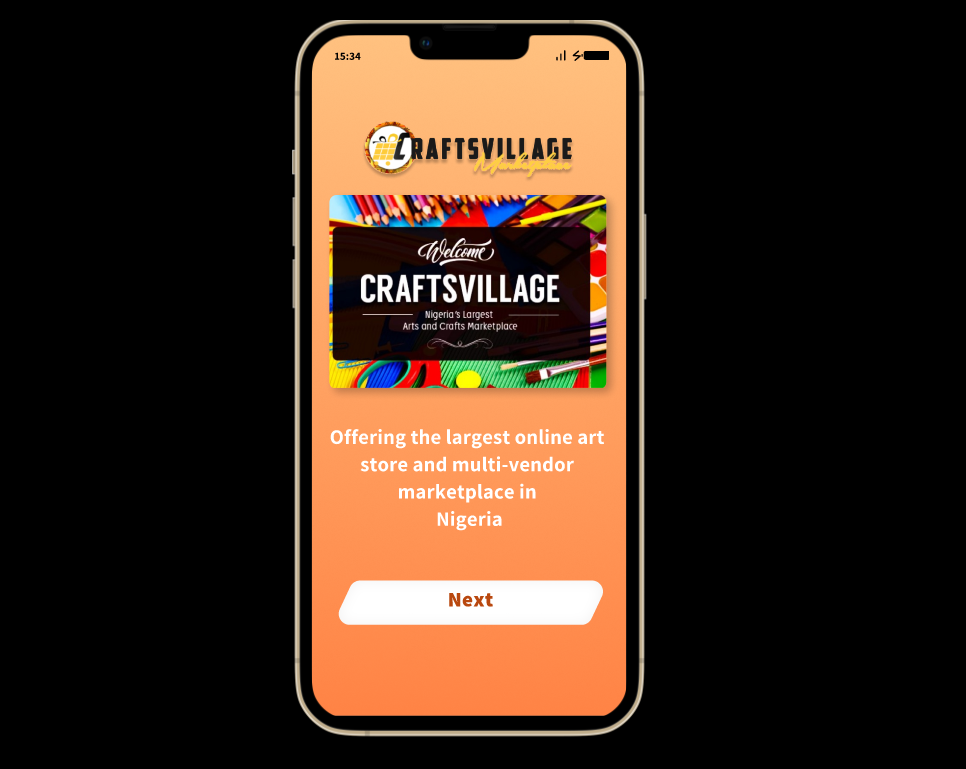 15:34
CRAFTSVILLAGE
Marketplace
Welcome
CRAFTSVILLAGE
Nigeria's Largest
Arts and Crafts Marketplace
Offering the largest online art
store and multi-vendor
marketplace in
Nigeria
Next